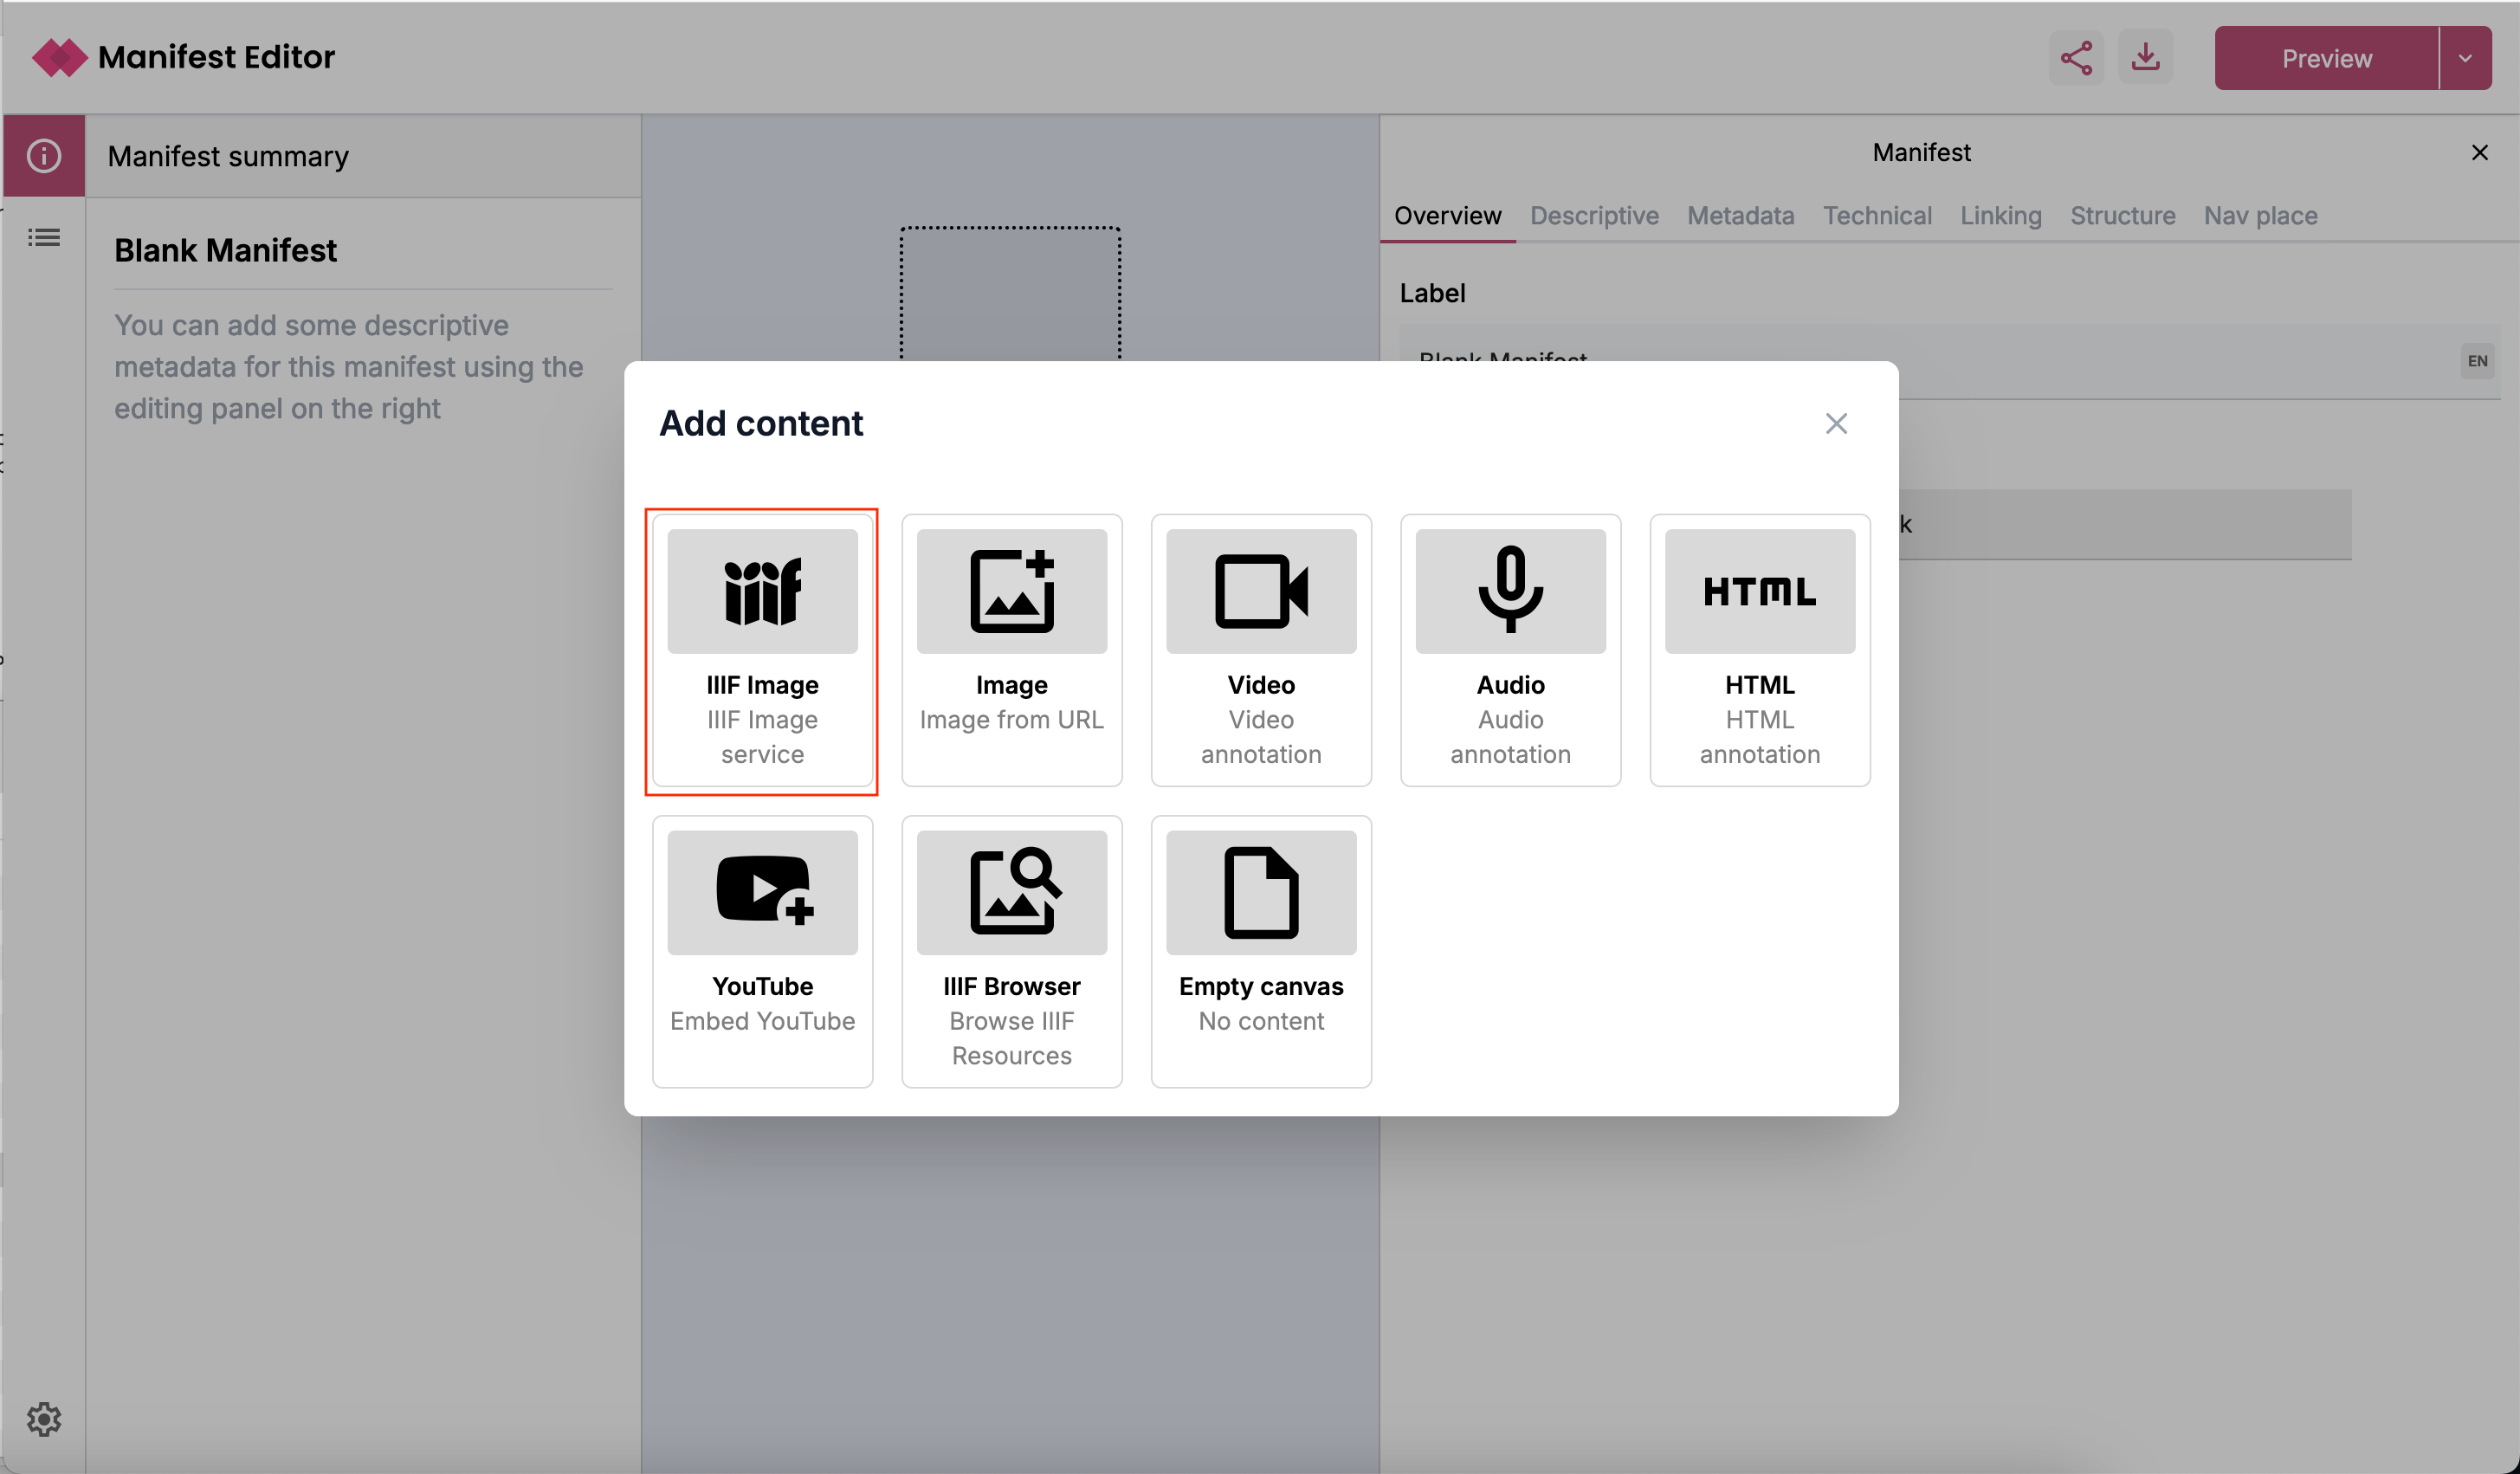 Manifest Editor
Preview
Manifest summary
Blank Manifest
You can add some descriptive
metadata for this manifest using the
editing panel on the right
Manifest
Overview Descriptive Metadata Technical Linking Structure Nav place
Label
Blank Manifest
EN
k
Add content
iiif
IIIF Image
IIIF Image
service
Image
Image from URL
Video
Video
annotation
Audio
Audio
annotation
HTML
HTML
HTML
annotation
YouTube
Embed YouTube
IIIF Browser
Browse IIIF
Resources
Empty canvas
No content